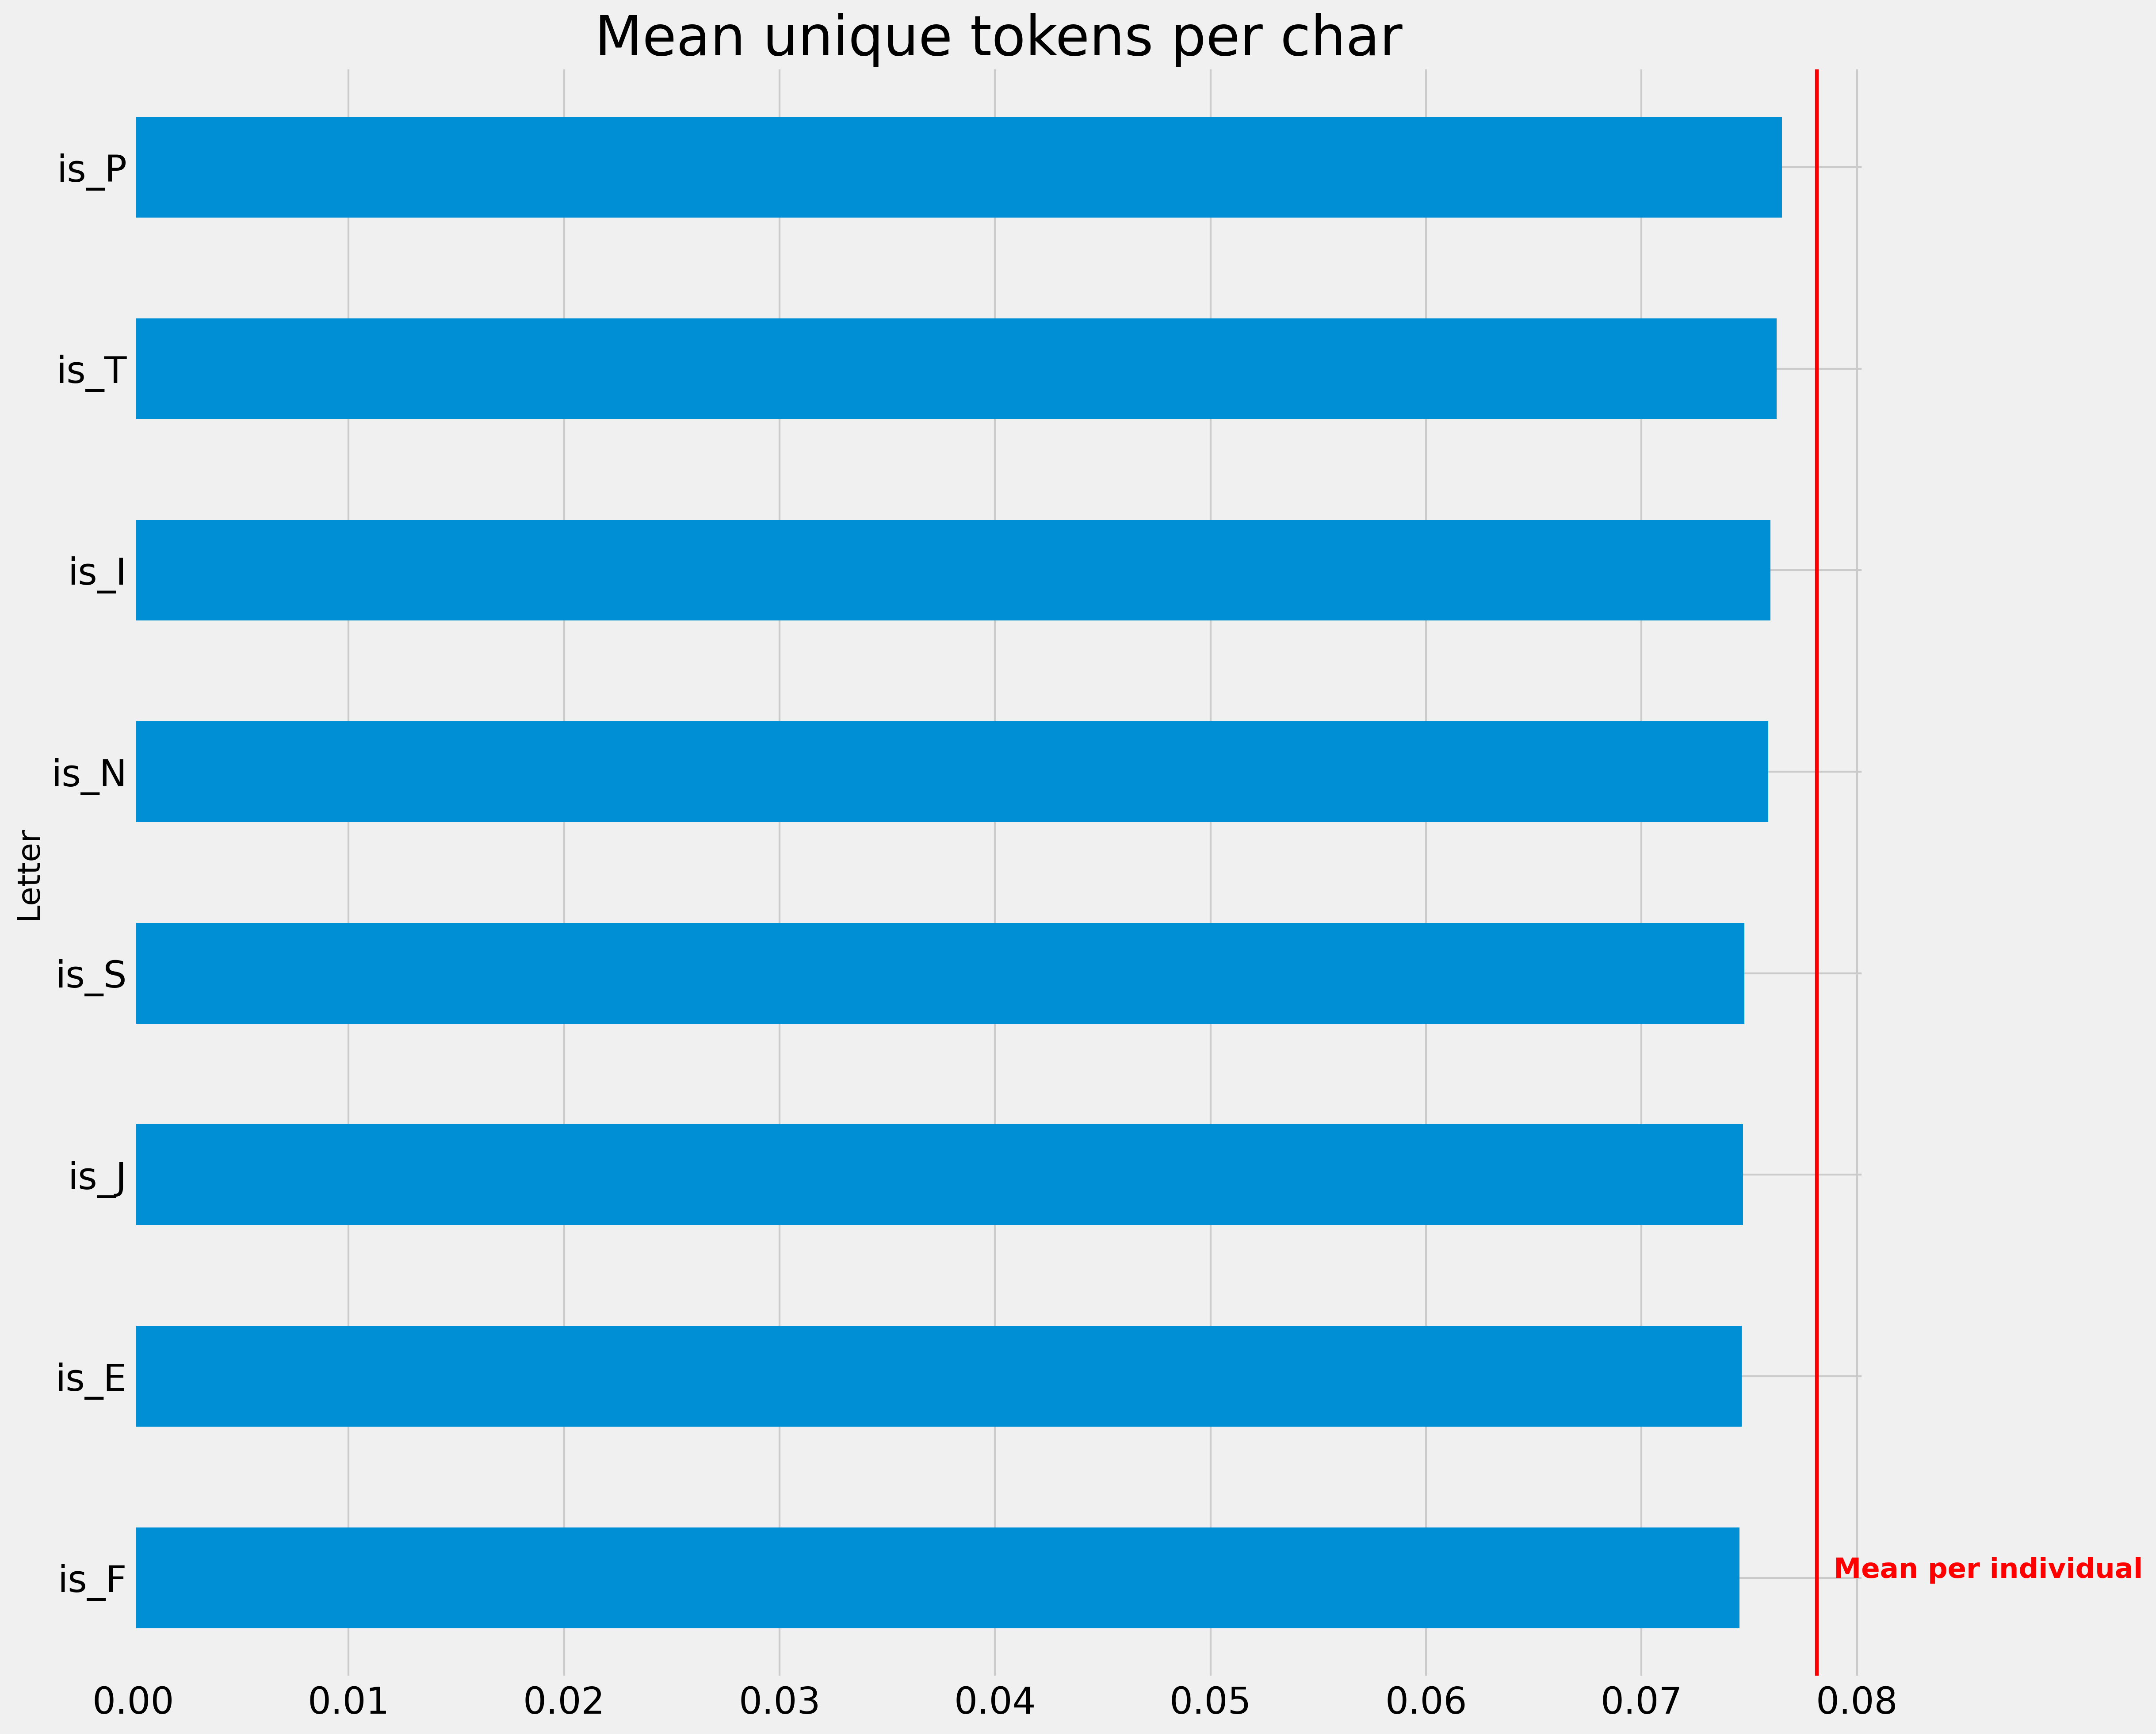 Mean unique tokens per char
is_P
is_T
is_I
is_N
Letter
is_S
is_J
is_E
is_F
Mean per individual
0.00 0.01 0.02 0.03 0.04 0.05 0.06 0.07 0.08